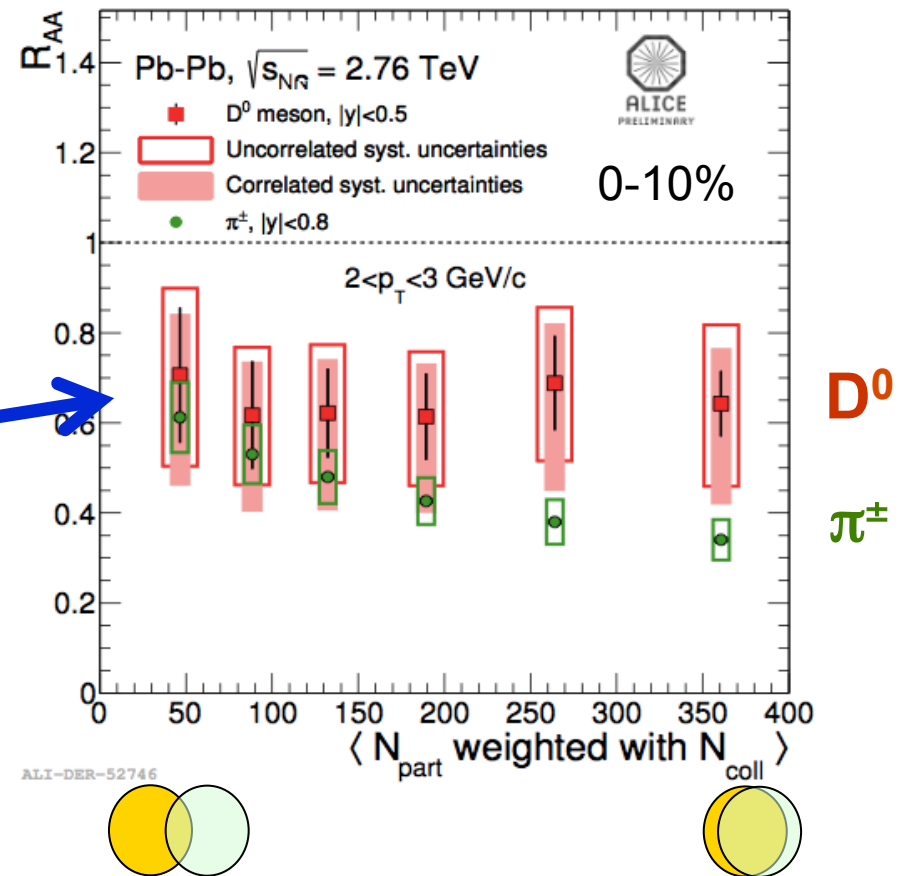 R_AA
1.4
Pb-Pb, √s_NN = 2.76 TeV
ALICE
PRELIMINARY
D⁰ meson, |y|<0.5
1.2
Uncorrelated syst. uncertainties
Correlated syst. uncertainties
0-10%
π±, |y|<0.8
1
2<p_T<3 GeV/c
0.8
D⁰
0.6
π±
0.4
0.2
0
0 50 100 150 200 250 300 350 400
⟨ N_part weighted with N_coll ⟩
ALI-DER-52746